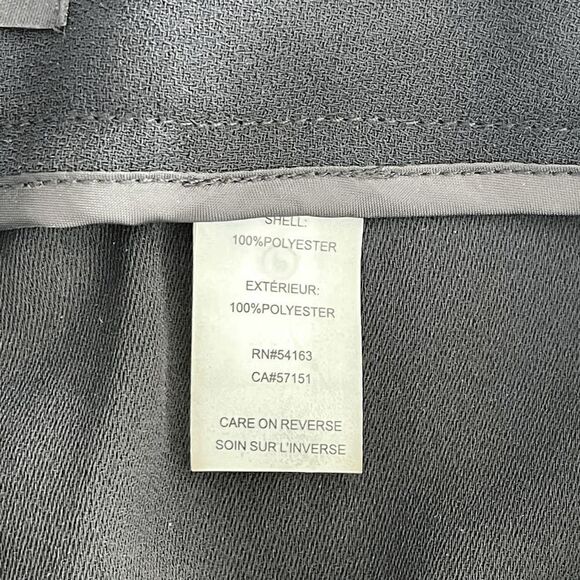 SHELL:
100%POLYESTER
EXTÉRIEUR:
100%POLYESTER
RN#54163
CA#57151
CARE ON REVERSE
SOIN SUR L'INVERSE